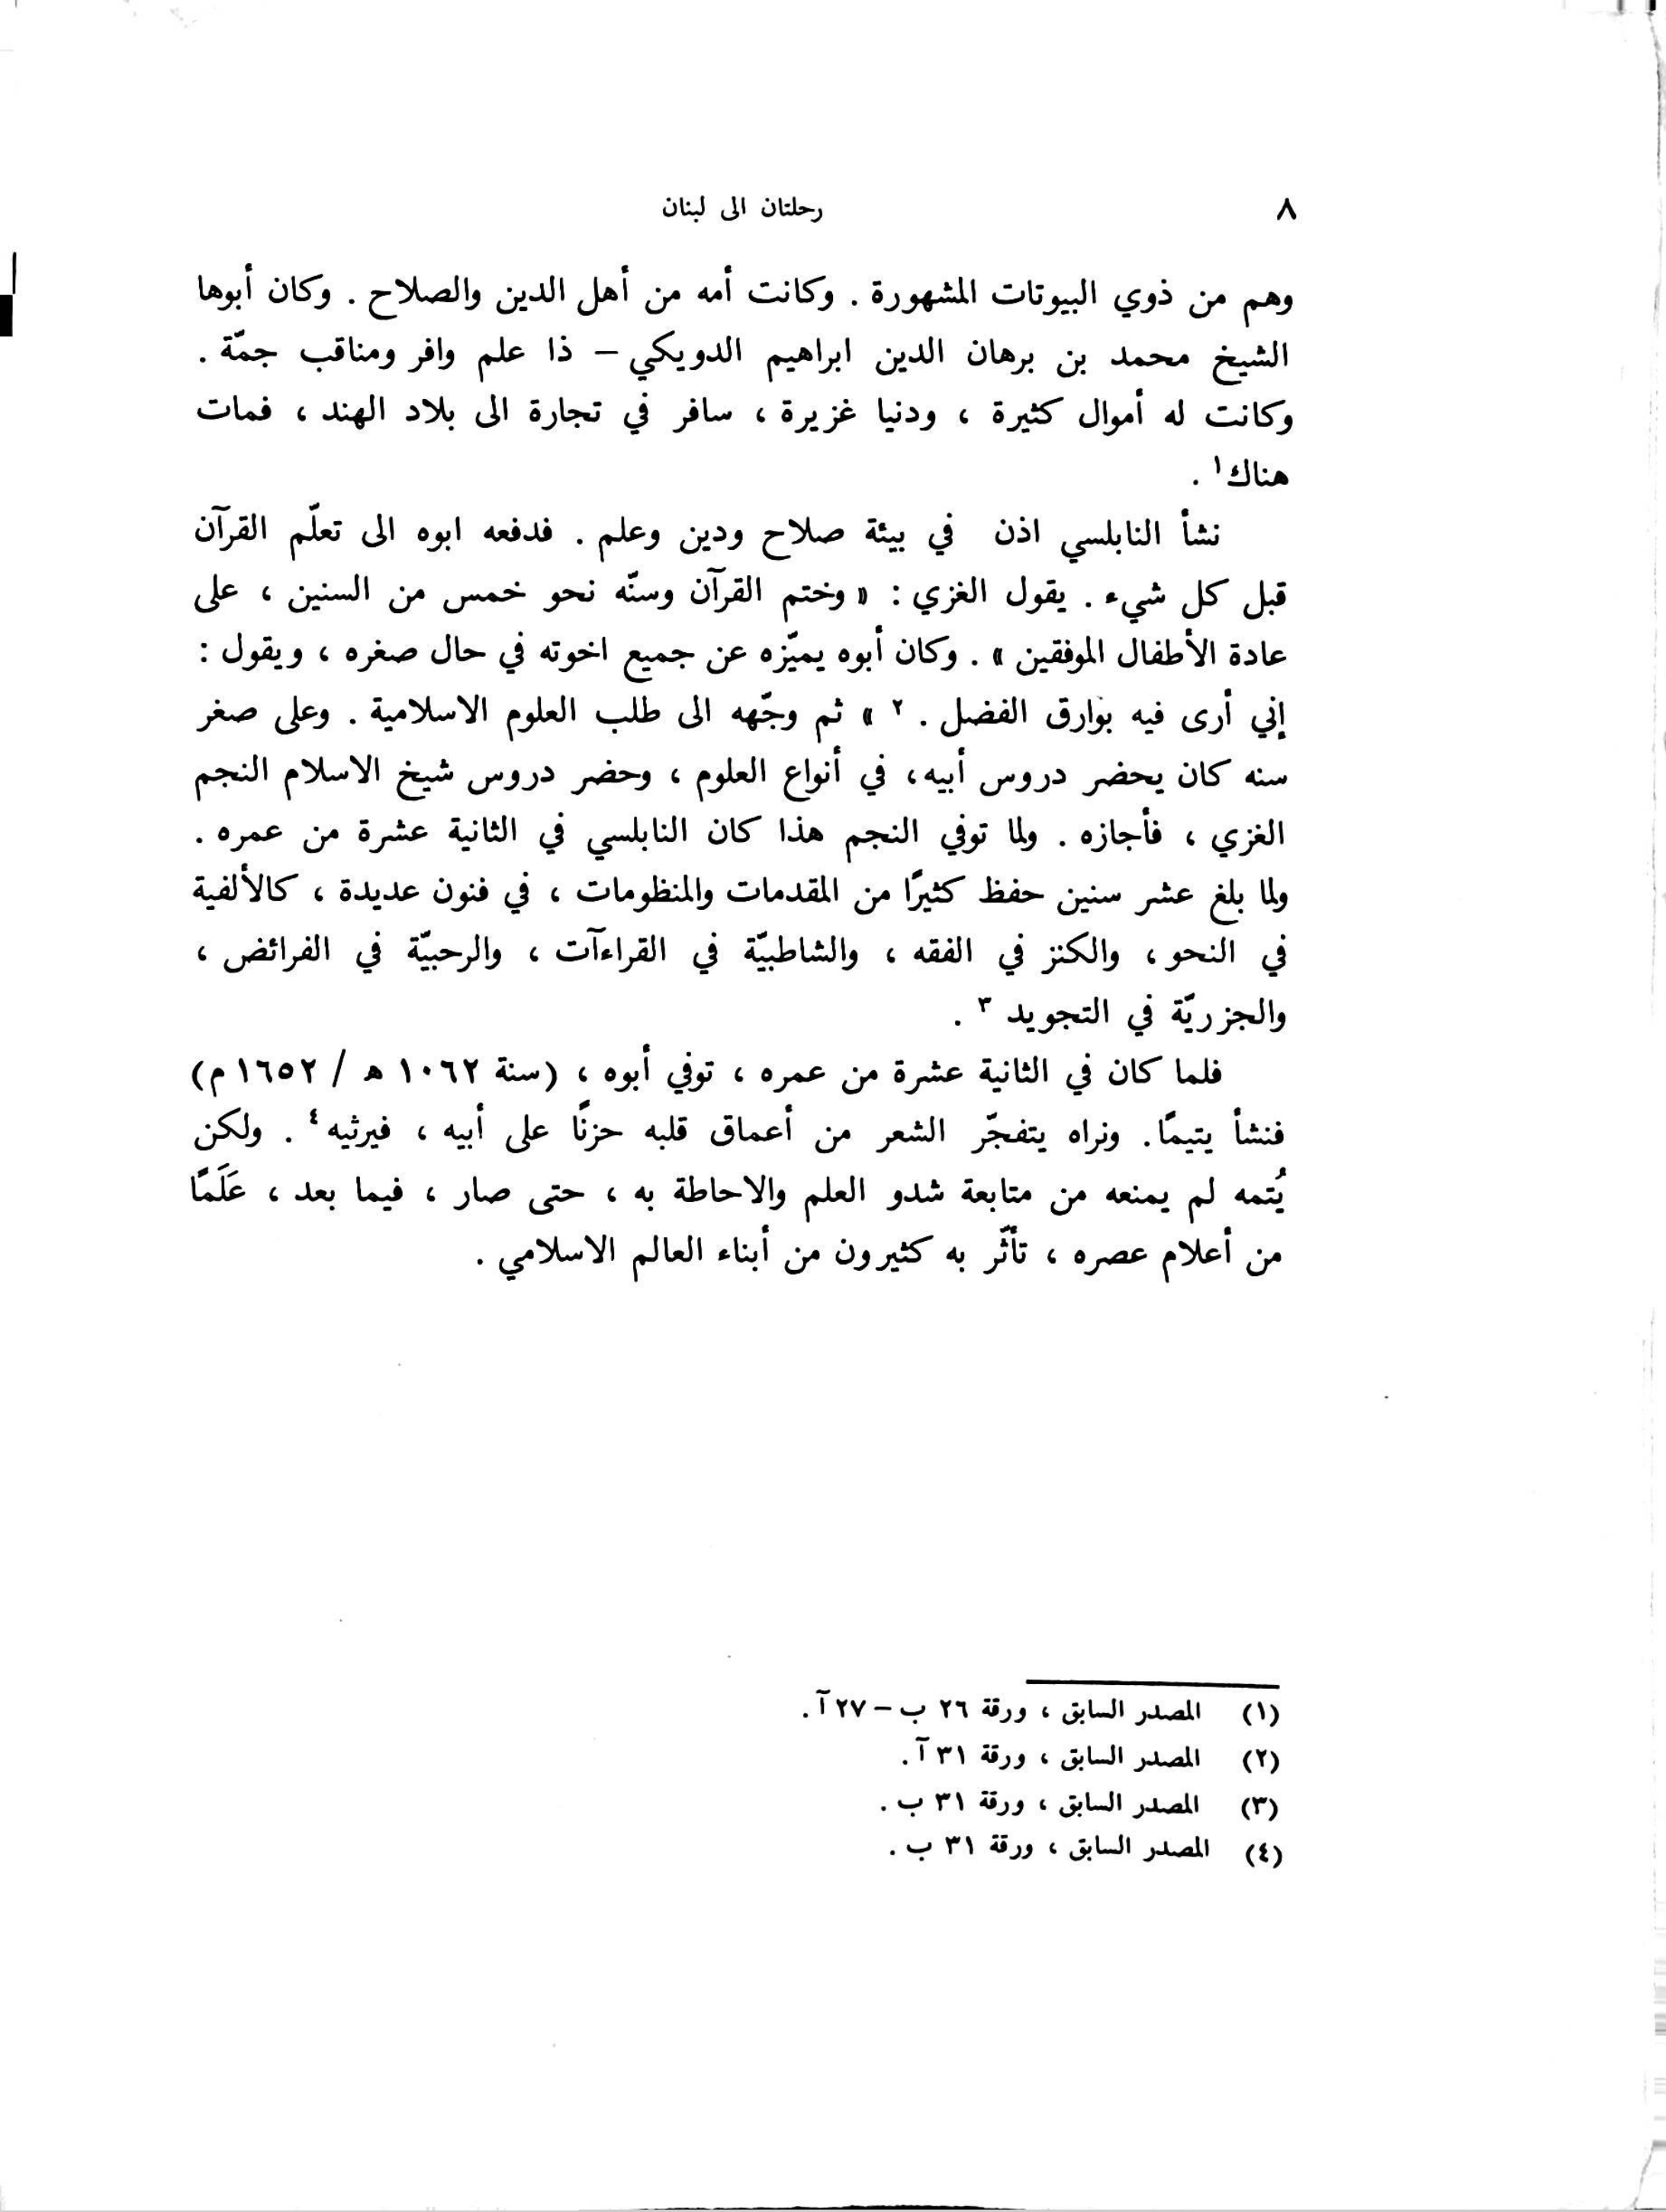 ٨
رحلتان الى لبنان
وهم من ذوي البيوتات المشهورة . وكانت أمه من أهل الدين والصلاح . وكان أبوها
الشيخ محمد بن برهان الدين ابراهيم الدويكي – ذا علم وافر ومناقب جمّة .
وكانت له أموال كثيرة ، ودنيا غزيرة ، سافر في تجارة الى بلاد الهند ، فمات
هناك١ .
نشأ النابلسي اذن في بيئة صلاح ودين وعلم . فدفعه ابوه الى تعلّم القرآن
قبل كل شيء . يقول الغزي : « وختم القرآن وسنّه نحو خمس من السنين ، على
عادة الأطفال الموفقين » . وكان أبوه يميّزه عن جميع اخوته في حال صغره ، ويقول :
إني أرى فيه بوارق الفضل . ٢ » ثم وجّهه الى طلب العلوم الاسلامية . وعلى صغر
سنه كان يحضر دروس أبيه، في أنواع العلوم ، وحضر دروس شيخ الاسلام النجم
الغزي ، فأجازه . ولما توفي النجم هذا كان النابلسي في الثانية عشرة من عمره .
ولما بلغ عشر سنين حفظ كثيرًا من المقدمات والمنظومات ، في فنون عديدة ، كالألفية
في النحو ، والكنز في الفقه ، والشاطبيّة في القراءآت ، والرحبيّة في الفرائض ،
والجزريّة في التجويد ٣ .
فلما كان في الثانية عشرة من عمره ، توفي أبوه ، (سنة ١٠٦٢ ه / ١٦٥٢ م)
فنشأ يتيمًا. ونراه يتفجّر الشعر من أعماق قلبه حزنًا على أبيه ، فيرثيه٤ . ولكن
يُتمه لم يمنعه من متابعة شدو العلم والاحاطة به ، حتى صار ، فيما بعد ، عَلَمًا
من أعلام عصره ، تأثّر به كثيرون من أبناء العالم الاسلامي .
(١) المصدر السابق ، ورقة ٢٦ ب – ٢٧ آ.
(٢) المصدر السابق ، ورقة ٣١ آ.
(٣) المصدر السابق ، ورقة ٣١ ب .
(٤) المصدر السابق ، ورقة ٣١ ب .